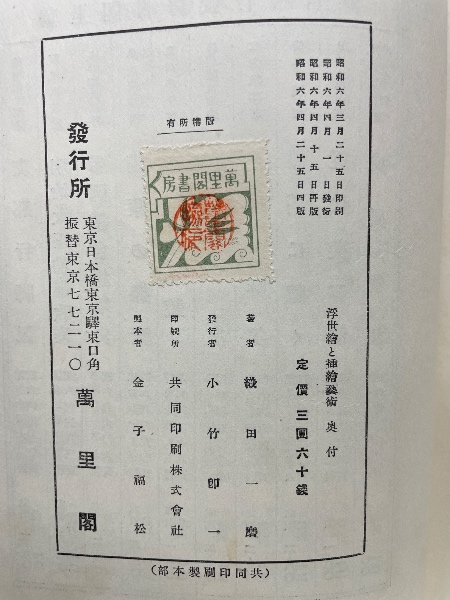 昭和六年三月二十五日印刷
昭和六年四月一日發行
昭和六年四月十五日再版
昭和六年四月二十五日四版
浮世繪と挿繪藝術 奧付
定價三圓六十錢
版權所有
萬里閣書房
著者 織田一磨
發行者 小竹卽一
印刷所 共同印刷株式會社
製本者 金子福松
發行所
東京日本橋東京驛東口角
振替東京七七二一〇
萬里閣
(共同印刷製本部)